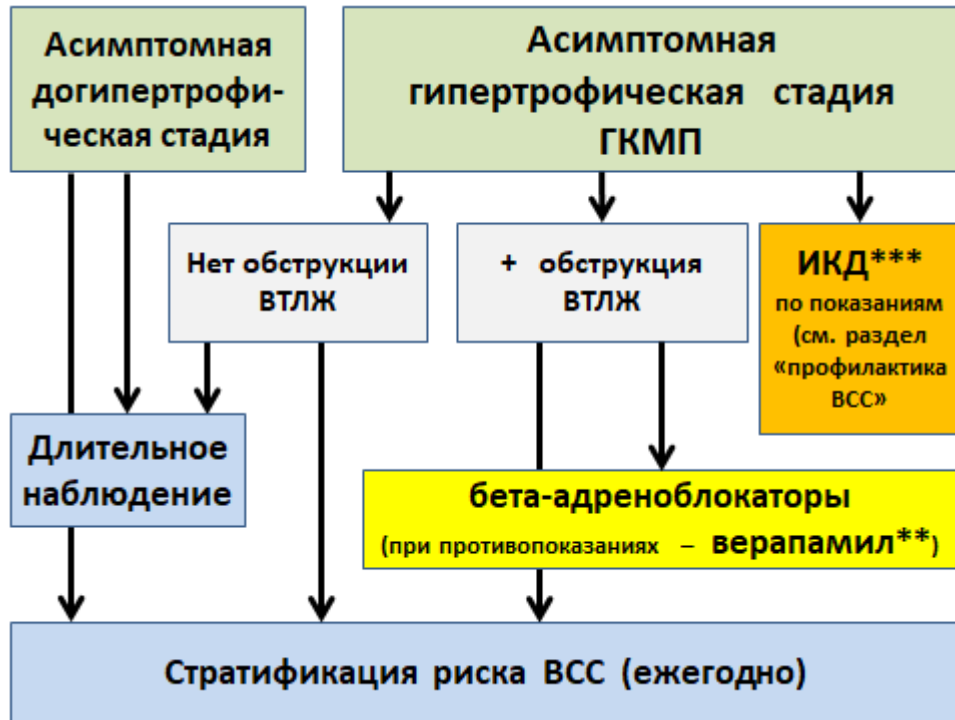 Асимптомная
догипертрофи-
ческая стадия
Асимптомная
гипертрофическая стадия
ГКМП
Нет обструкции
ВТЛЖ
+ обструкция
ВТЛЖ
ИКД***
по показаниям
(см. раздел
«профилактика
ВСС»
Длительное
наблюдение
бета-адреноблокаторы
(при противопоказаниях – верапамил**)
Стратификация риска ВСС (ежегодно)